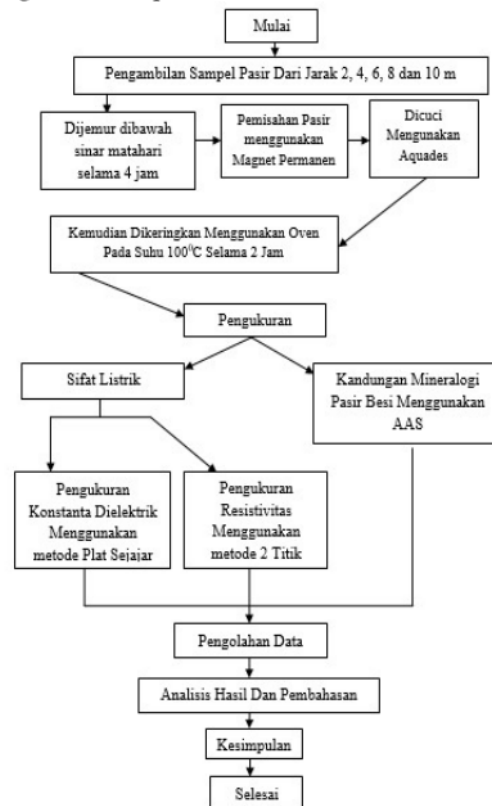 Mulai
Pengambilan Sampel Pasir Dari Jarak 2, 4, 6, 8 dan 10 m
Dijemur dibawah
sinar matahari
selama 4 jam
Pemisahan Pasir
menggunakan
Magnet Permanen
Dicuci
Mengunakan
Aquades
Kemudian Dikeringkan Menggunakan Oven
Pada Suhu 100⁰C Selama 2 Jam
Pengukuran
Sifat Listrik
Kandungan Mineralogi
Pasir Besi Menggunakan
AAS
Pengukuran
Konstanta Dielektrik
Menggunakan
metode Plat Sejajar
Pengukuran
Resistivitas
Menggunakan
metode 2 Titik
Pengolahan Data
Analisis Hasil Dan Pembahasan
Kesimpulan
Selesai